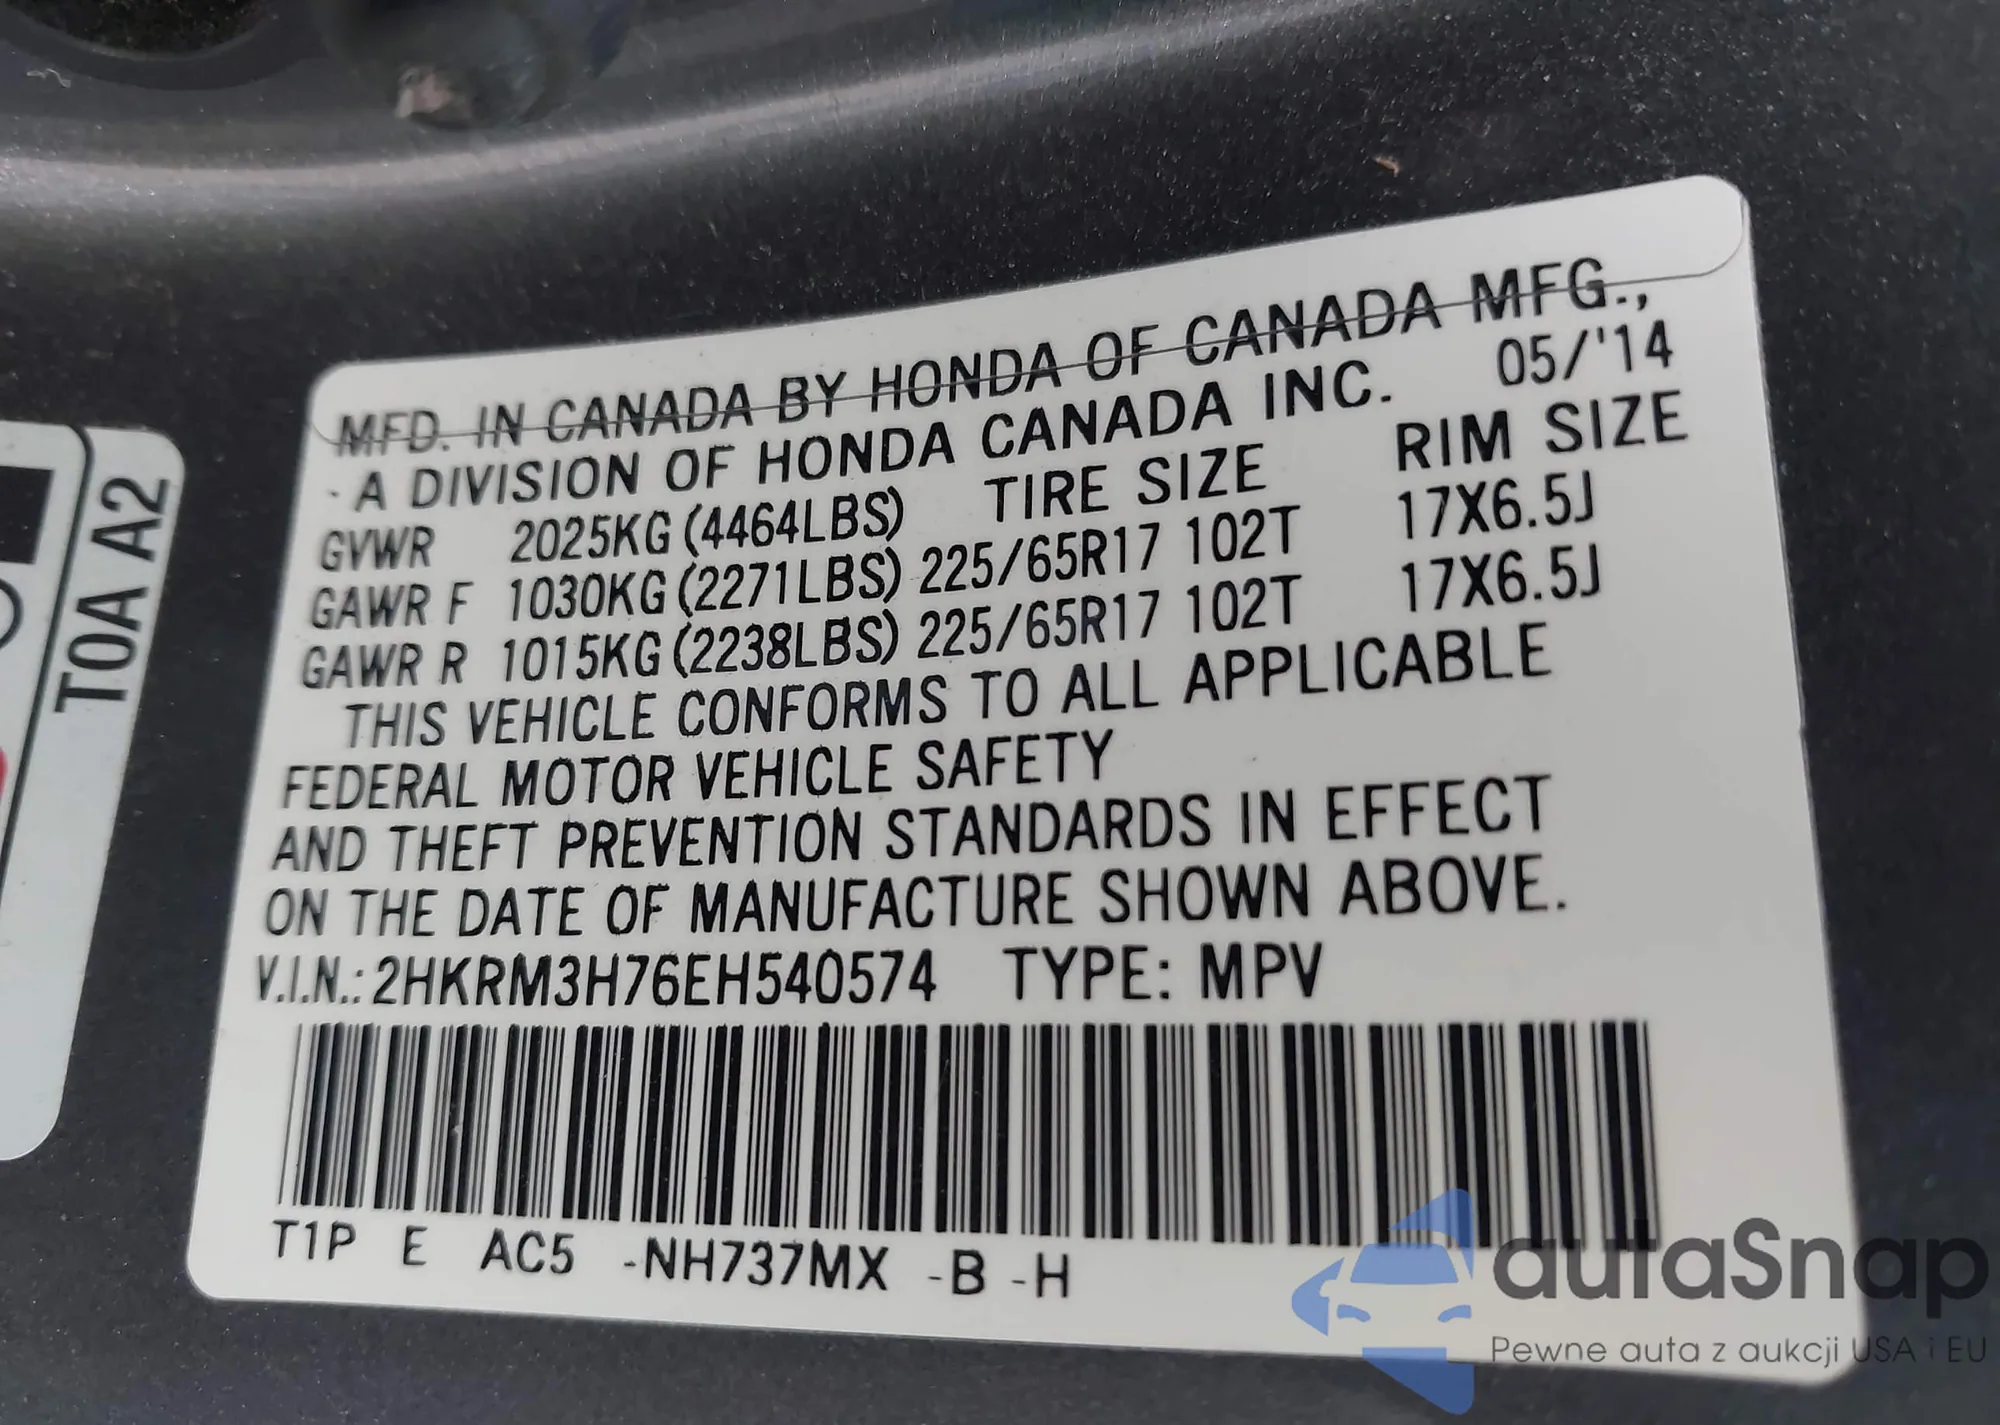 MFD. IN CANADA BY HONDA OF CANADA MFG.,
- A DIVISION OF HONDA CANADA INC. 05/'14
GVWR 2025KG (4464LBS) TIRE SIZE RIM SIZE
GAWR F 1030KG (2271LBS) 225/65R17 102T 17X6.5J
GAWR R 1015KG (2238LBS) 225/65R17 102T 17X6.5J
THIS VEHICLE CONFORMS TO ALL APPLICABLE
FEDERAL MOTOR VEHICLE SAFETY
AND THEFT PREVENTION STANDARDS IN EFFECT
ON THE DATE OF MANUFACTURE SHOWN ABOVE.
V.I.N.: 2HKRM3H76EH540574 TYPE: MPV
T1P E AC5 -NH737MX -B -H
T0A A2
autaSnap
Pewne auta z aukcji USA i EU